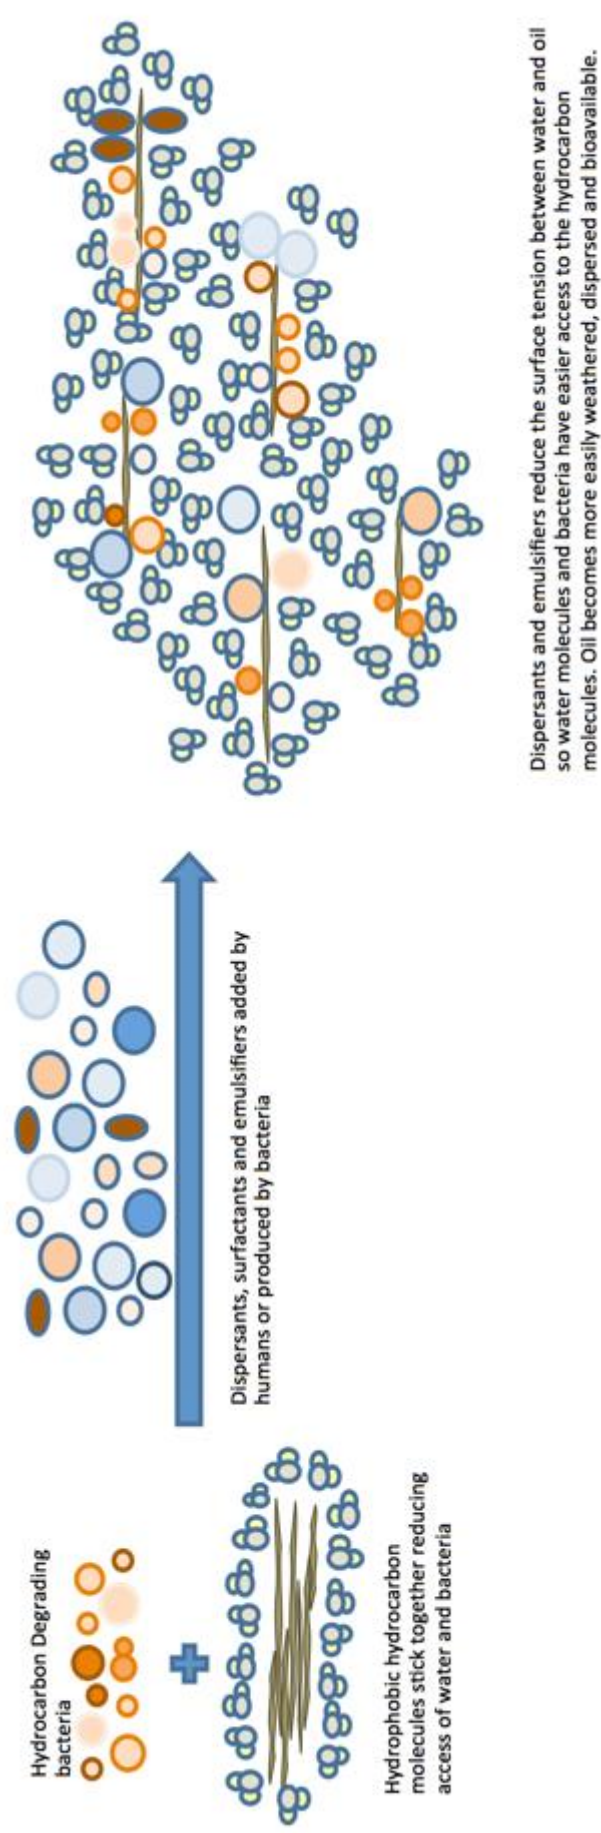 Hydrocarbon Degrading
bacteria
Hydrophobic hydrocarbon
molecules stick together reducing
access of water and bacteria
Dispersants, surfactants and emulsifiers added by
humans or produced by bacteria
Dispersants and emulsifiers reduce the surface tension between water and oil
so water molecules and bacteria have easier access to the hydrocarbon
molecules. Oil becomes more easily weathered, dispersed and bioavailable.